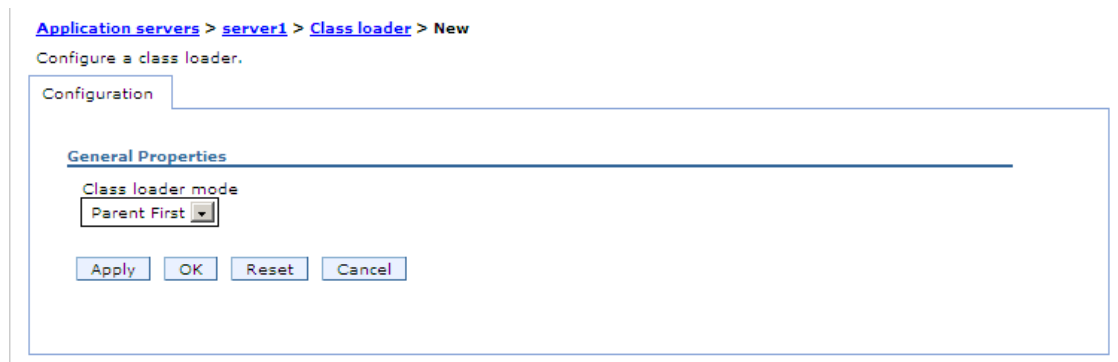 Application servers > server1 > Class loader > New
Configure a class loader.
Configuration
General Properties
Class loader mode
Parent First
Apply OK Reset Cancel